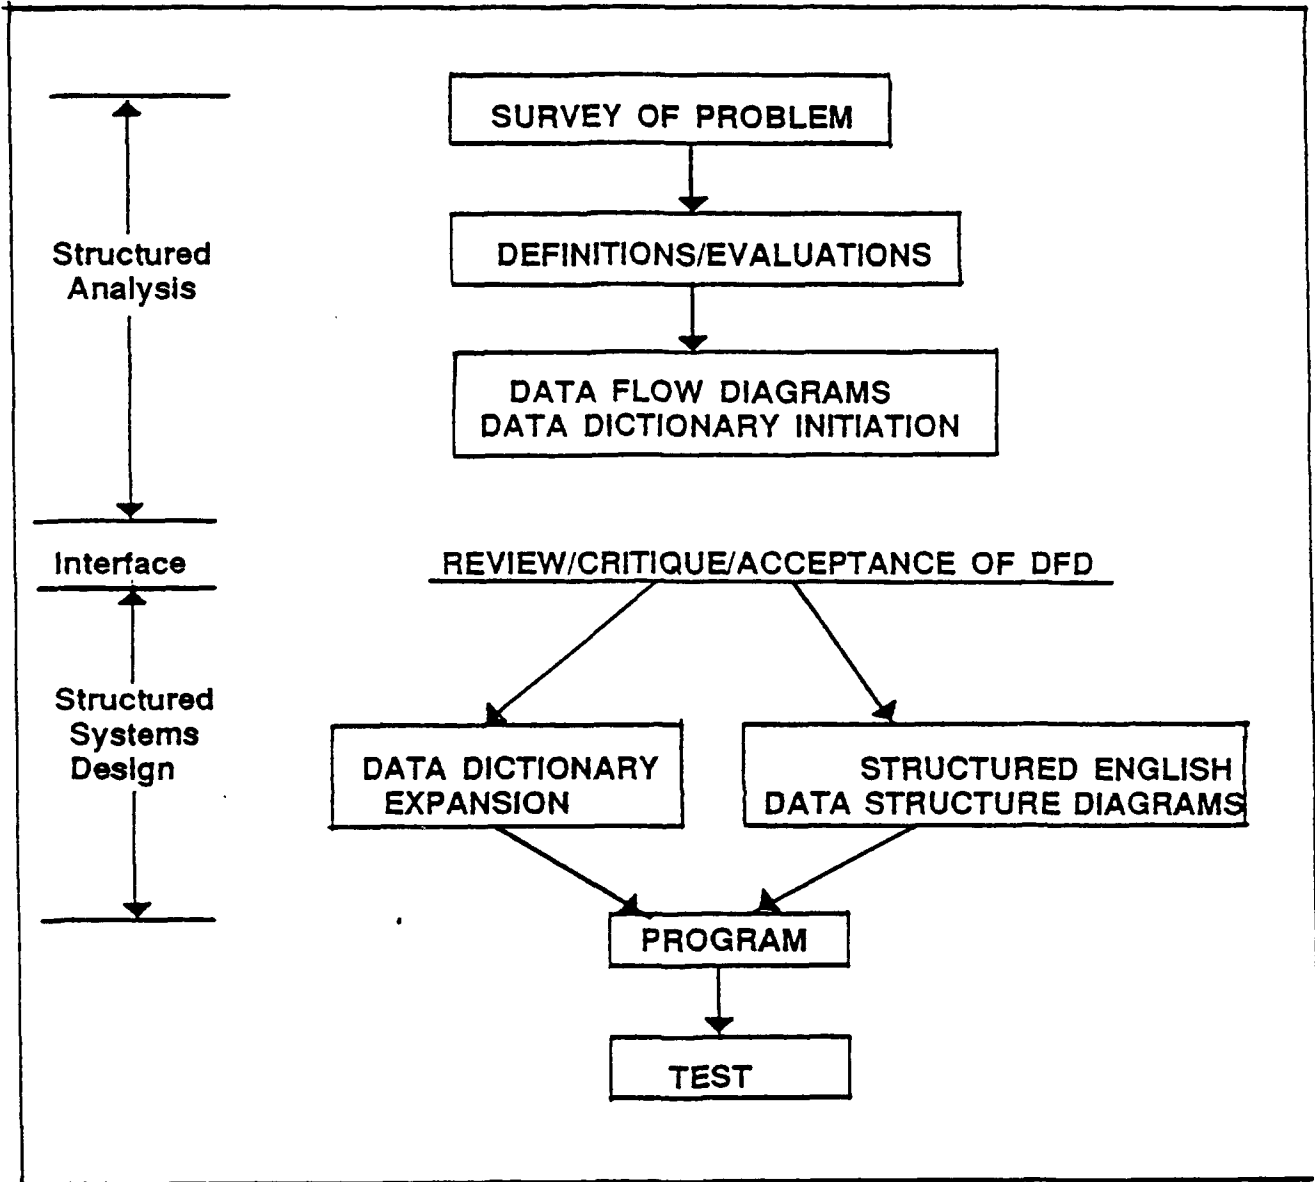 SURVEY OF PROBLEM
Structured
Analysis
DEFINITIONS/EVALUATIONS
DATA FLOW DIAGRAMS
DATA DICTIONARY INITIATION
Interface
REVIEW/CRITIQUE/ACCEPTANCE OF DFD
Structured
Systems
Design
DATA DICTIONARY
EXPANSION
STRUCTURED ENGLISH
DATA STRUCTURE DIAGRAMS
PROGRAM
TEST